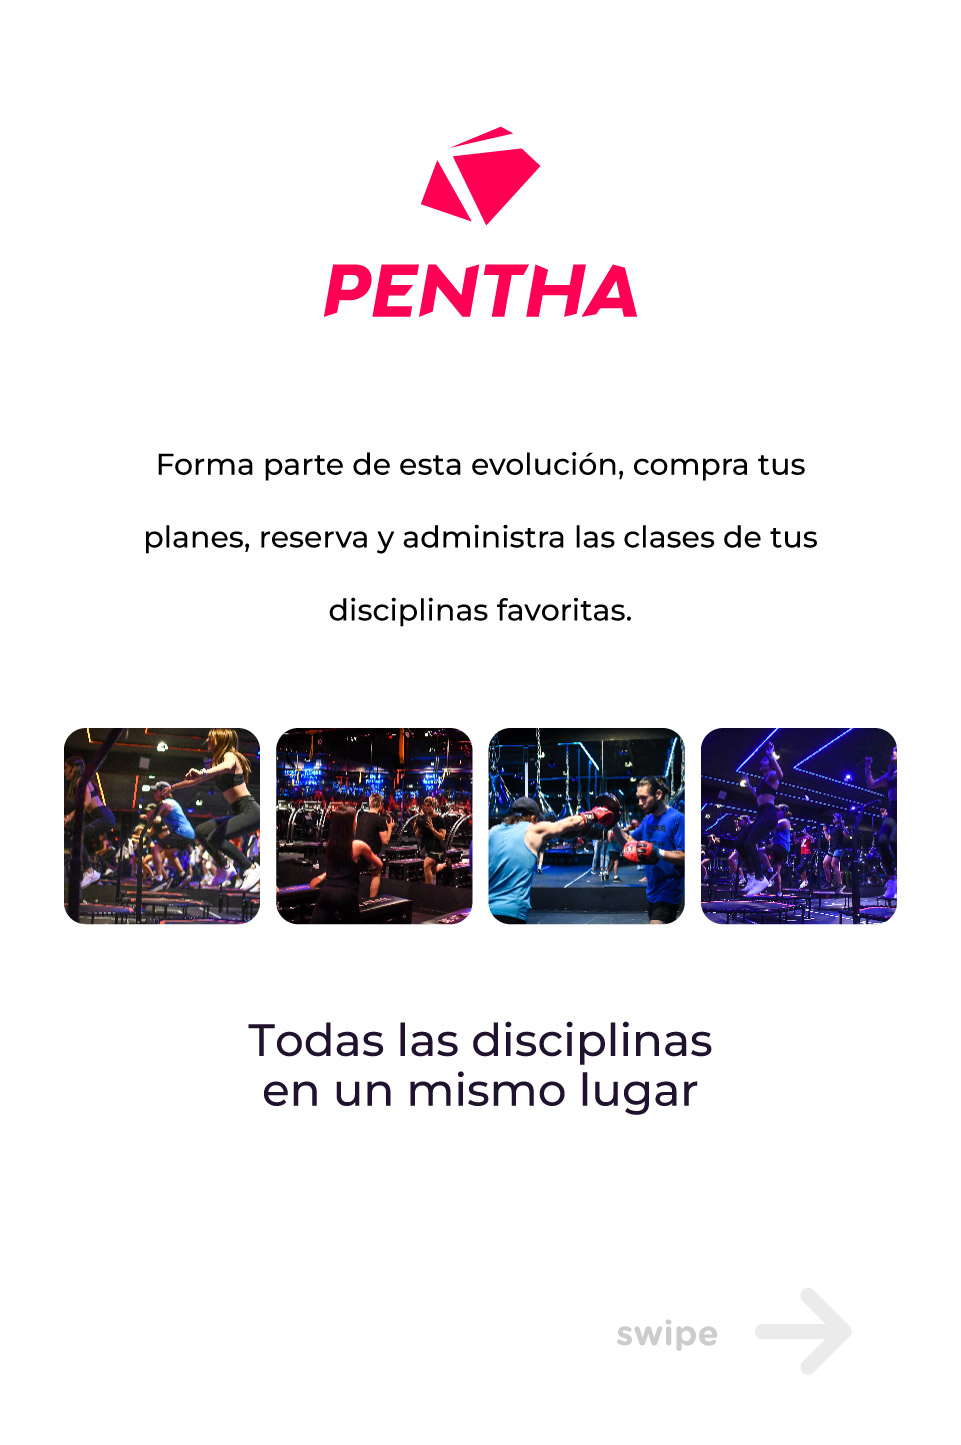 PENTHA
Forma parte de esta evolución, compra tus
planes, reserva y administra las clases de tus
disciplinas favoritas.
Todas las disciplinas
en un mismo lugar
swipe